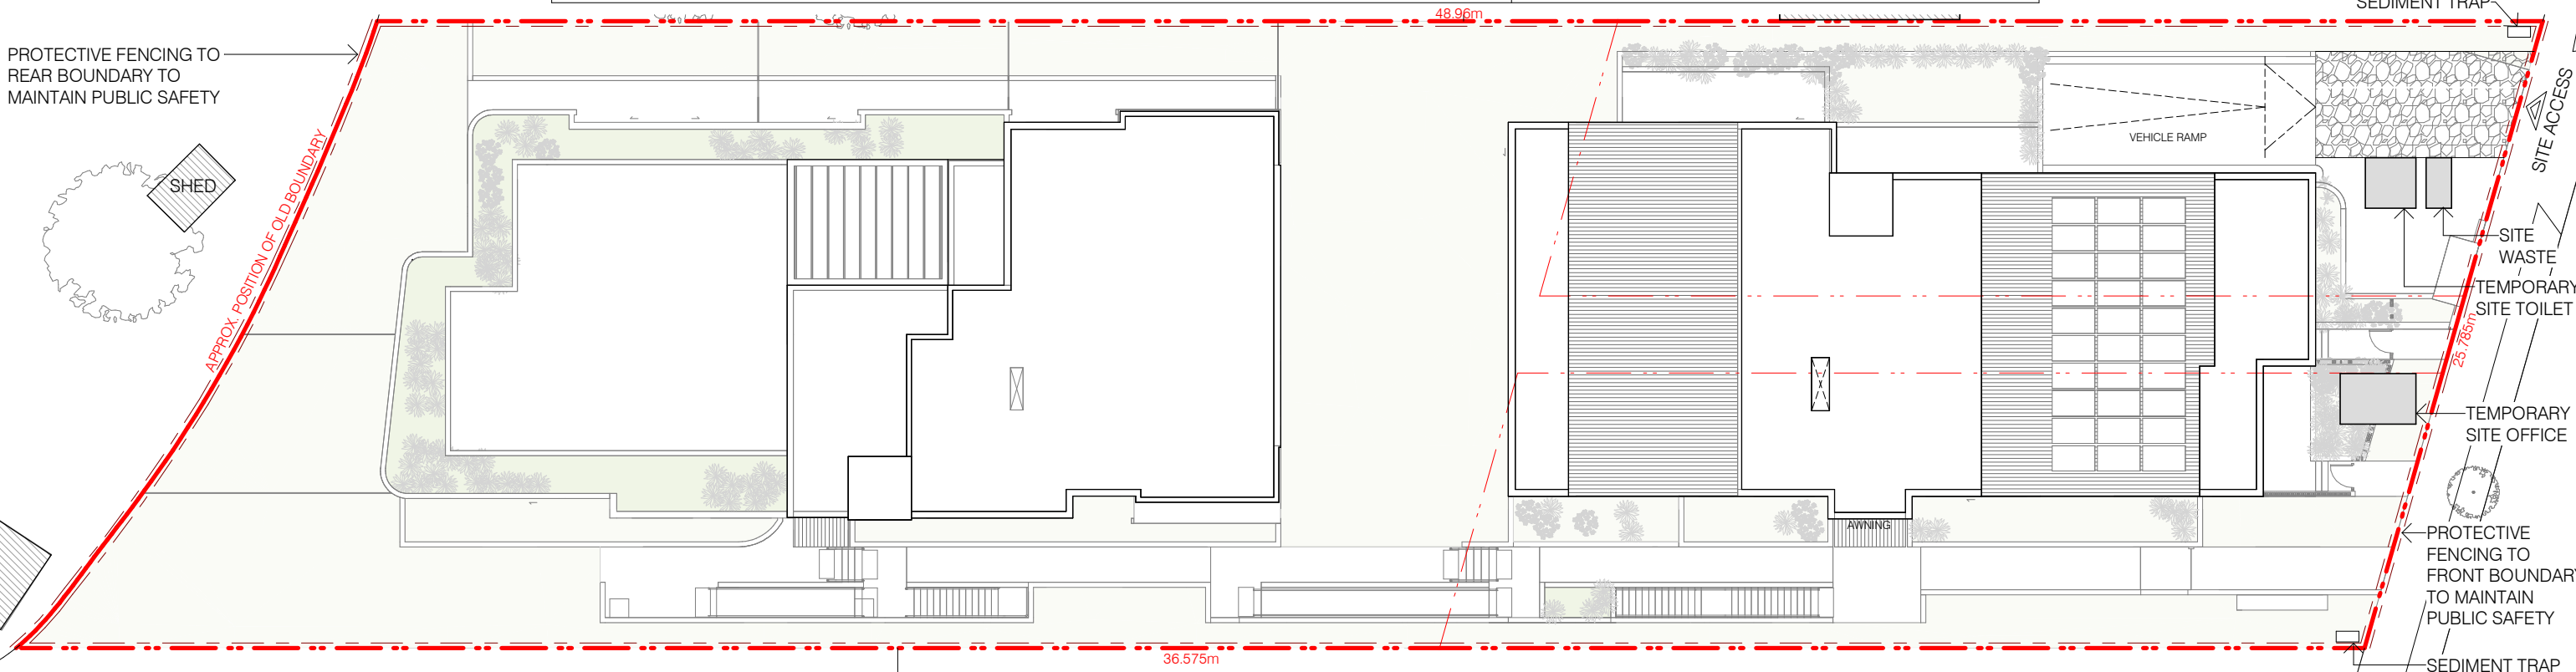 48.96m
SEDIMENT TRAP
PROTECTIVE FENCING TO
REAR BOUNDARY TO
MAINTAIN PUBLIC SAFETY
SHED
APPROX. POSITION OF OLD BOUNDARY
VEHICLE RAMP
SITE ACCESS
SITE
WASTE
TEMPORARY
SITE TOILET
25.785m
TEMPORARY
SITE OFFICE
AWNING
PROTECTIVE
FENCING TO
FRONT BOUNDARY
TO MAINTAIN
PUBLIC SAFETY
36.575m
SEDIMENT TRAP